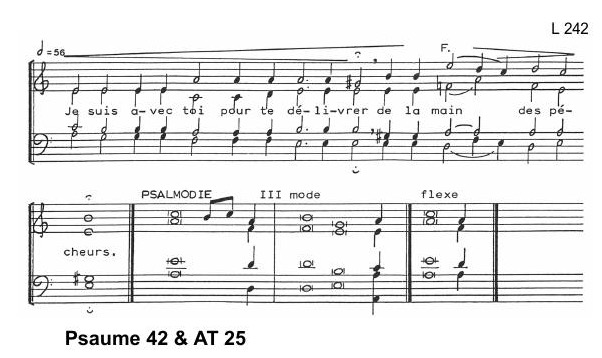 L 242
=56
F.
Je suis a-vec toi pour te dé-li-vrer de la main des pé-
PSALMODIE III mode flexe
cheurs.
Psaume 42 & AT 25